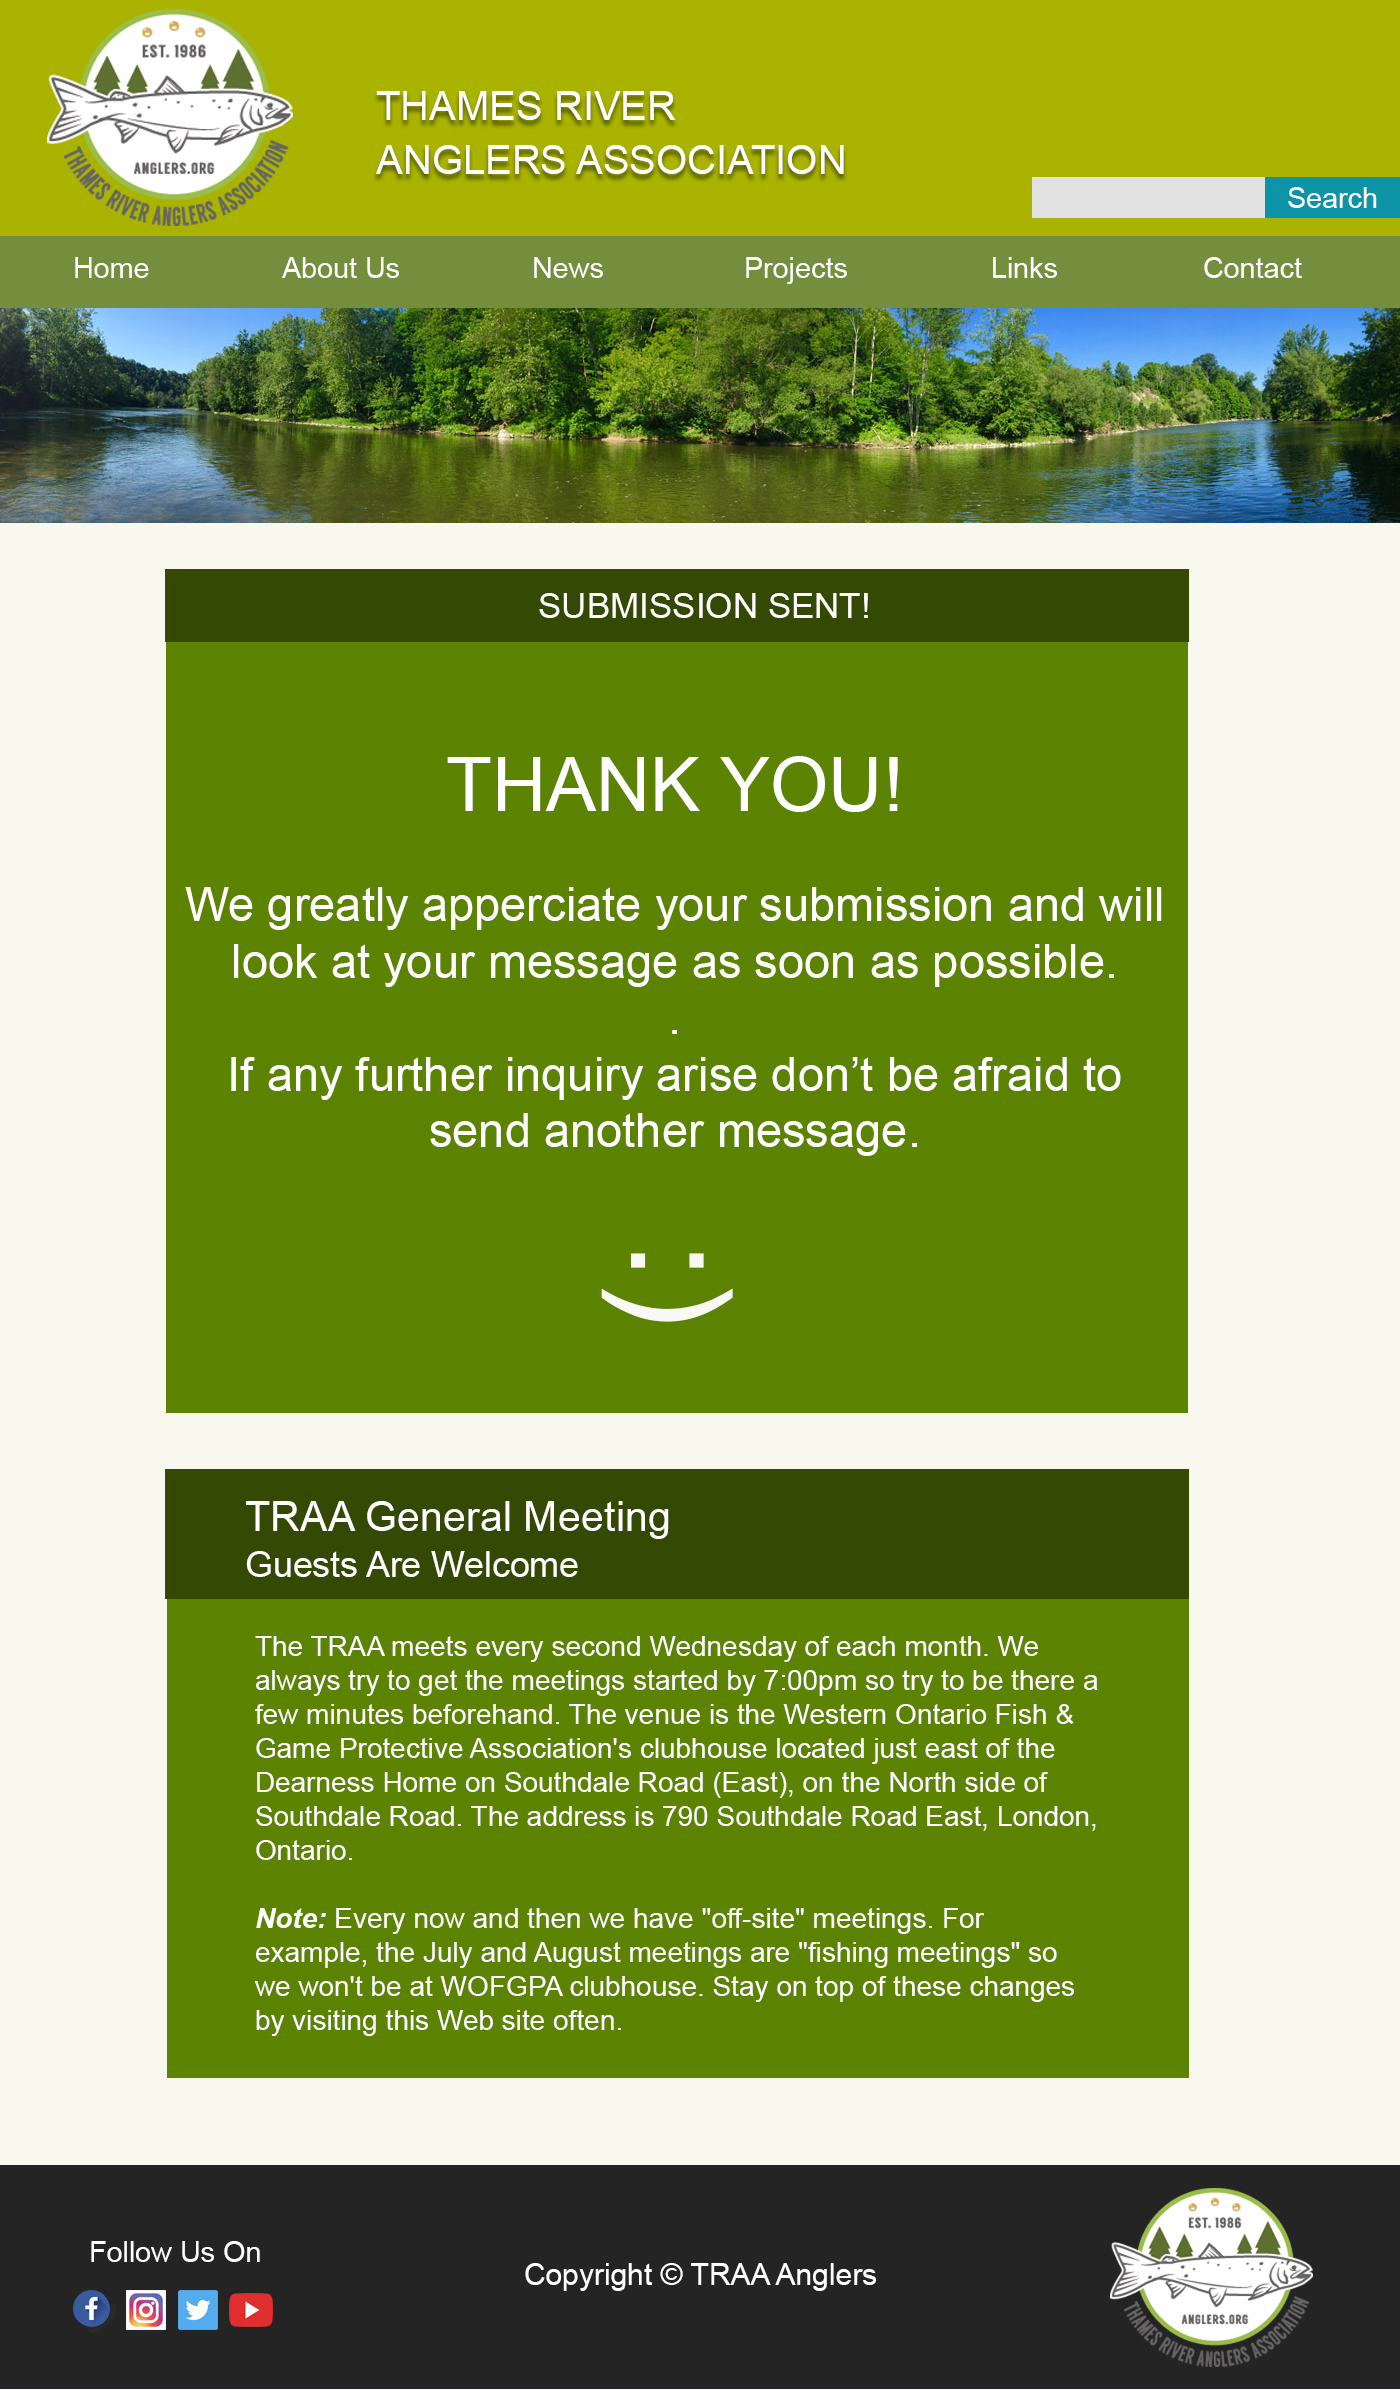 EST. 1986
ANGLERS.ORG
THAMES RIVER ANGLERS ASSOCIATION
THAMES RIVER
ANGLERS ASSOCIATION
Search
Home About Us News Projects Links Contact
SUBMISSION SENT!
THANK YOU!
We greatly apperciate your submission and will
look at your message as soon as possible.
.
If any further inquiry arise don’t be afraid to
send another message.
:)
TRAA General Meeting
Guests Are Welcome
The TRAA meets every second Wednesday of each month. We
always try to get the meetings started by 7:00pm so try to be there a
few minutes beforehand. The venue is the Western Ontario Fish &
Game Protective Association's clubhouse located just east of the
Dearness Home on Southdale Road (East), on the North side of
Southdale Road. The address is 790 Southdale Road East, London,
Ontario.
Note: Every now and then we have "off-site" meetings. For
example, the July and August meetings are "fishing meetings" so
we won't be at WOFGPA clubhouse. Stay on top of these changes
by visiting this Web site often.
Follow Us On
Copyright © TRAA Anglers
EST. 1986
ANGLERS.ORG
THAMES RIVER ANGLERS ASSOCIATION